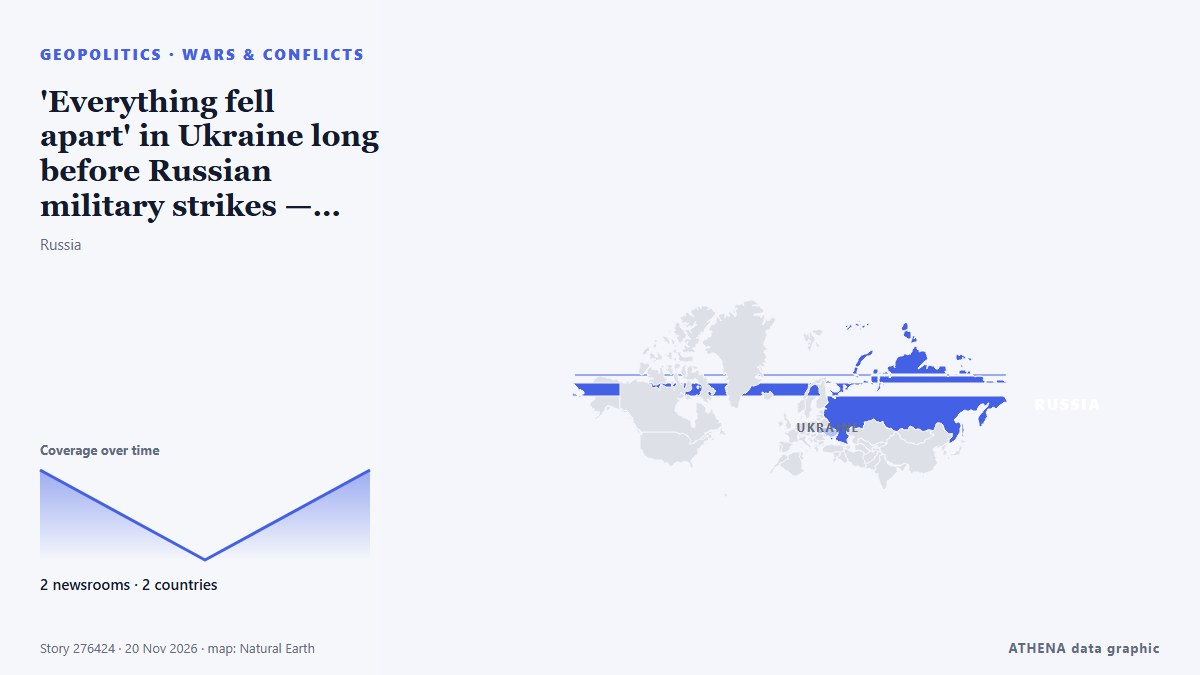 GEOPOLITICS · WARS & CONFLICTS
'Everything fell
apart' in Ukraine long
before Russian
military strikes —...
Russia
RUSSIA
UKRAINE
Coverage over time
2 newsrooms · 2 countries
Story 276424 · 20 Nov 2026 · map: Natural Earth
ATHENA data graphic